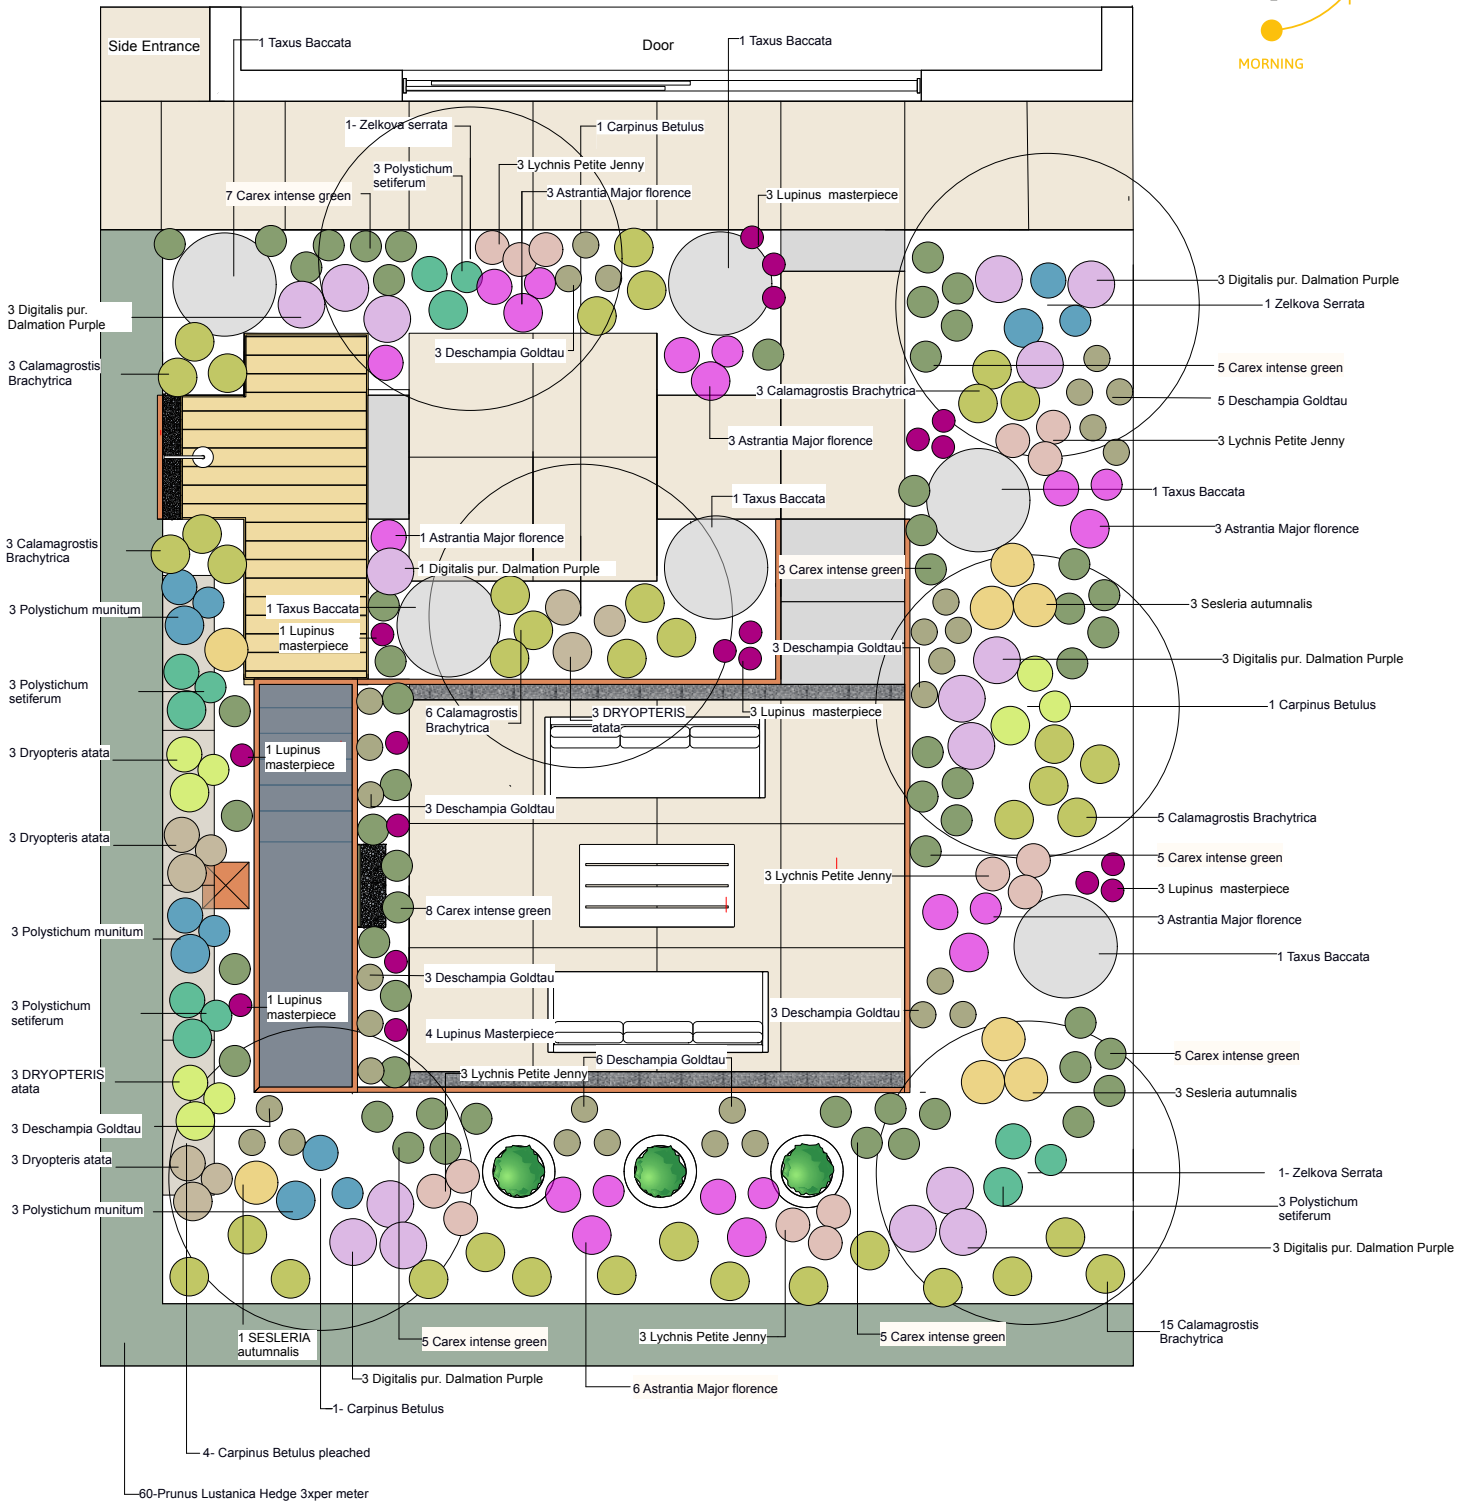 MORNING
Side Entrance
1 Taxus Baccata
Door
1 Taxus Baccata
1- Zelkova serrata
1 Carpinus Betulus
3 Polystichum
setiferum
3 Lychnis Petite Jenny
7 Carex intense green
3 Astrantia Major florence
3 Lupinus  masterpiece
3 Digitalis pur. Dalmation Purple
1 Zelkova Serrata
3 Digitalis pur.
Dalmation Purple
3 Deschampia Goldtau
3 Calamagrostis
Brachytrica
5 Carex intense green
3 Calamagrostis Brachytrica
5 Deschampia Goldtau
3 Astrantia Major florence
3 Lychnis Petite Jenny
1 Taxus Baccata
1 Taxus Baccata
3 Astrantia Major florence
1 Astrantia Major florence
3 Calamagrostis
Brachytrica
1 Digitalis pur. Dalmation Purple
3 Carex intense green
3 Polystichum munitum
1 Taxus Baccata
3 Sesleria autumnalis
1 Lupinus
masterpiece
3 Deschampia Goldtau
3 Digitalis pur. Dalmation Purple
3 Polystichum
setiferum
6 Calamagrostis
Brachytrica
3 DRYOPTERIS
atata
3 Lupinus  masterpiece
1 Carpinus Betulus
3 Dryopteris atata
1 Lupinus
masterpiece
3 Deschampia Goldtau
5 Calamagrostis Brachytrica
3 Dryopteris atata
5 Carex intense green
3 Lychnis Petite Jenny
3 Lupinus  masterpiece
8 Carex intense green
3 Astrantia Major florence
3 Polystichum munitum
1 Taxus Baccata
3 Deschampia Goldtau
3 Polystichum
setiferum
1 Lupinus
masterpiece
3 Deschampia Goldtau
4 Lupinus Masterpiece
6 Deschampia Goldtau
5 Carex intense green
3 DRYOPTERIS
atata
3 Lychnis Petite Jenny
3 Sesleria autumnalis
3 Deschampia Goldtau
3 Dryopteris atata
1- Zelkova Serrata
3 Polystichum munitum
3 Polystichum
setiferum
3 Digitalis pur. Dalmation Purple
1 SESLERIA
autumnalis
5 Carex intense green
3 Lychnis Petite Jenny
5 Carex intense green
15 Calamagrostis
Brachytrica
3 Digitalis pur. Dalmation Purple
6 Astrantia Major florence
1- Carpinus Betulus
4- Carpinus Betulus pleached
60-Prunus Lustanica Hedge 3xper meter